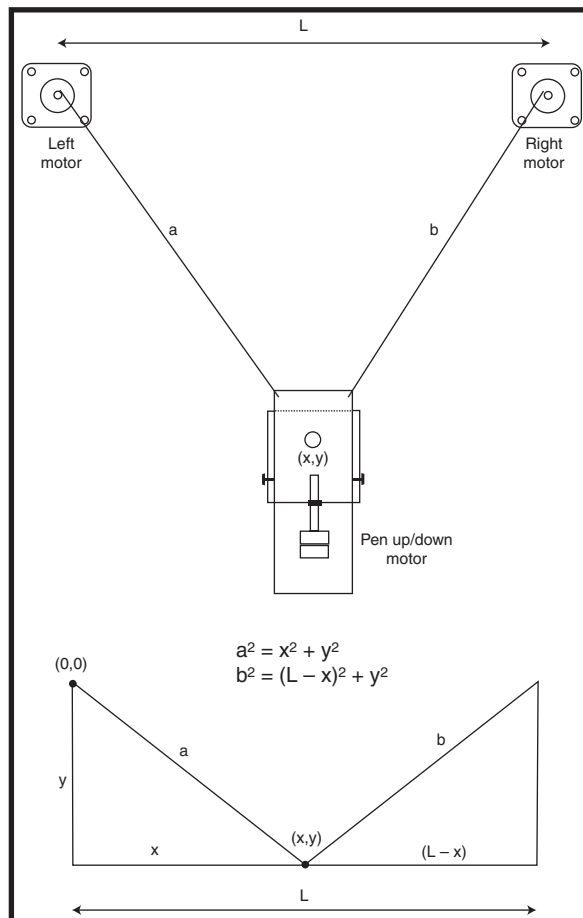 L
Left
motor
Right
motor
a
b
(x,y)
Pen up/down
motor
a² = x² + y²
b² = (L – x)² + y²
(0,0)
a
b
y
(x,y)
x
(L – x)
L